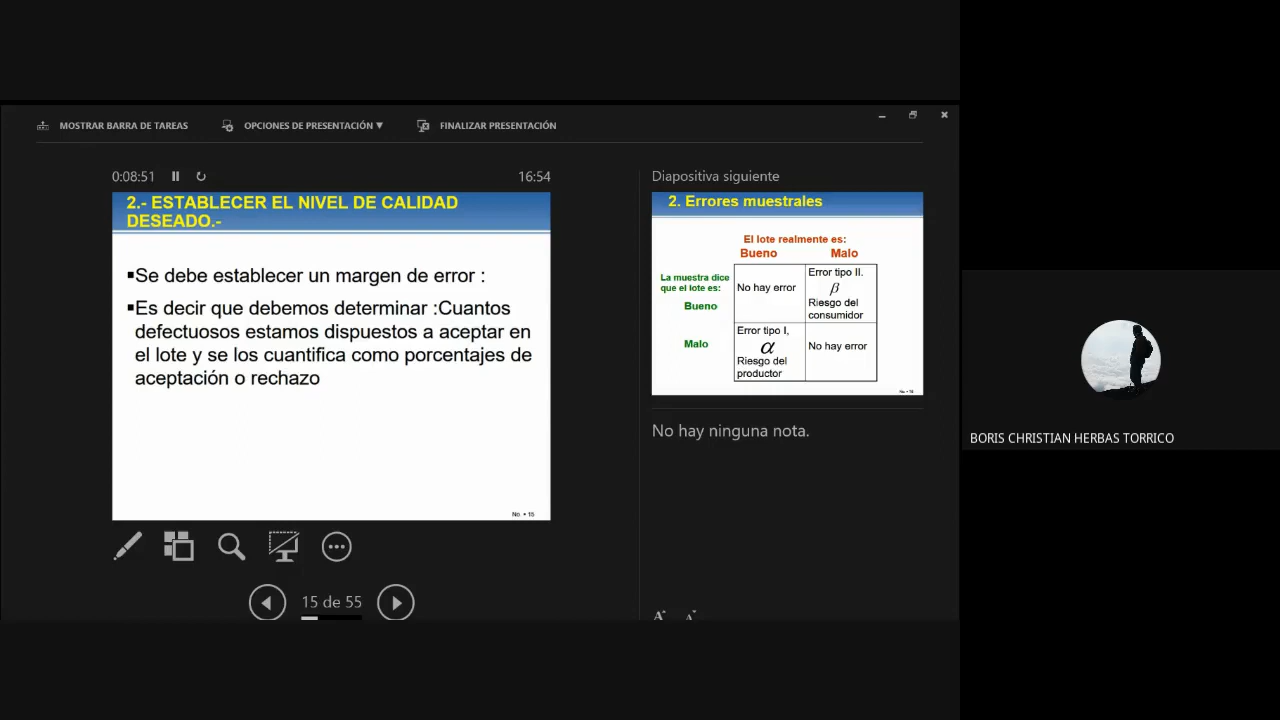 MOSTRAR BARRA DE TAREAS
OPCIONES DE PRESENTACIÓN
FINALIZAR PRESENTACIÓN
0:08:51
16:54
2.- ESTABLECER EL NIVEL DE CALIDAD
DESEADO.-
▪Se debe establecer un margen de error :
▪Es decir que debemos determinar :Cuantos
defectuosos estamos dispuestos a aceptar en
el lote y se los cuantifica como porcentajes de
aceptación o rechazo
No. ▪ 15
15 de 55
Diapositiva siguiente
2. Errores muestrales
El lote realmente es:
Bueno Malo
La muestra dice
que el lote es:
Bueno
No hay error
Error tipo II.
β
Riesgo del
consumidor
Malo
Error tipo I,
α
Riesgo del
productor
No hay error
No. ▪ 16
No hay ninguna nota.
A A
BORIS CHRISTIAN HERBAS TORRICO